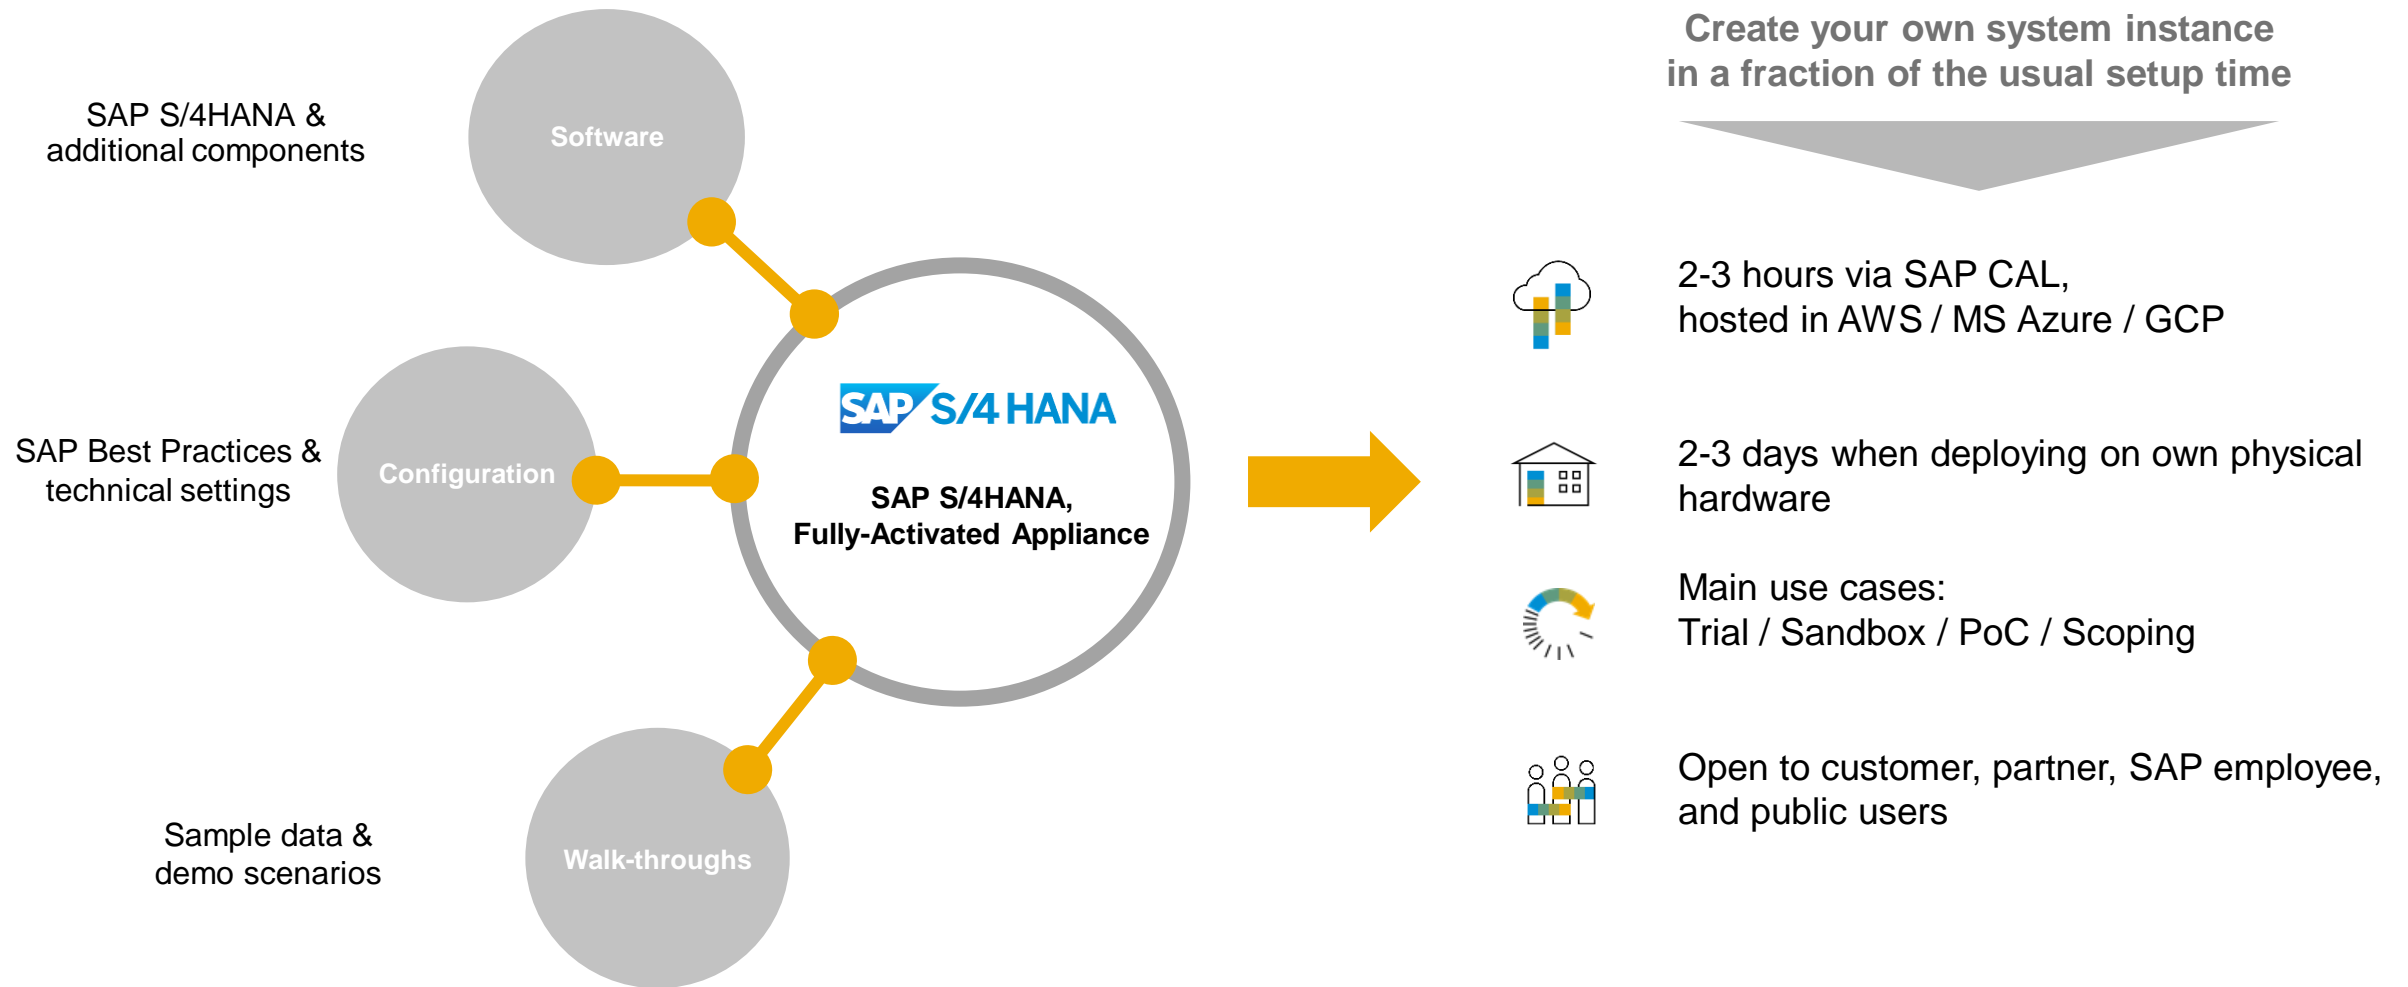 SAP S/4HANA &
additional components
Software
SAP Best Practices &
technical settings
Configuration
Sample data &
demo scenarios
Walk-throughs
SAP S/4HANA
SAP S/4HANA,
Fully-Activated Appliance
Create your own system instance
in a fraction of the usual setup time
2-3 hours via SAP CAL,
hosted in AWS / MS Azure / GCP
2-3 days when deploying on own physical
hardware
Main use cases:
Trial / Sandbox / PoC / Scoping
Open to customer, partner, SAP employee,
and public users